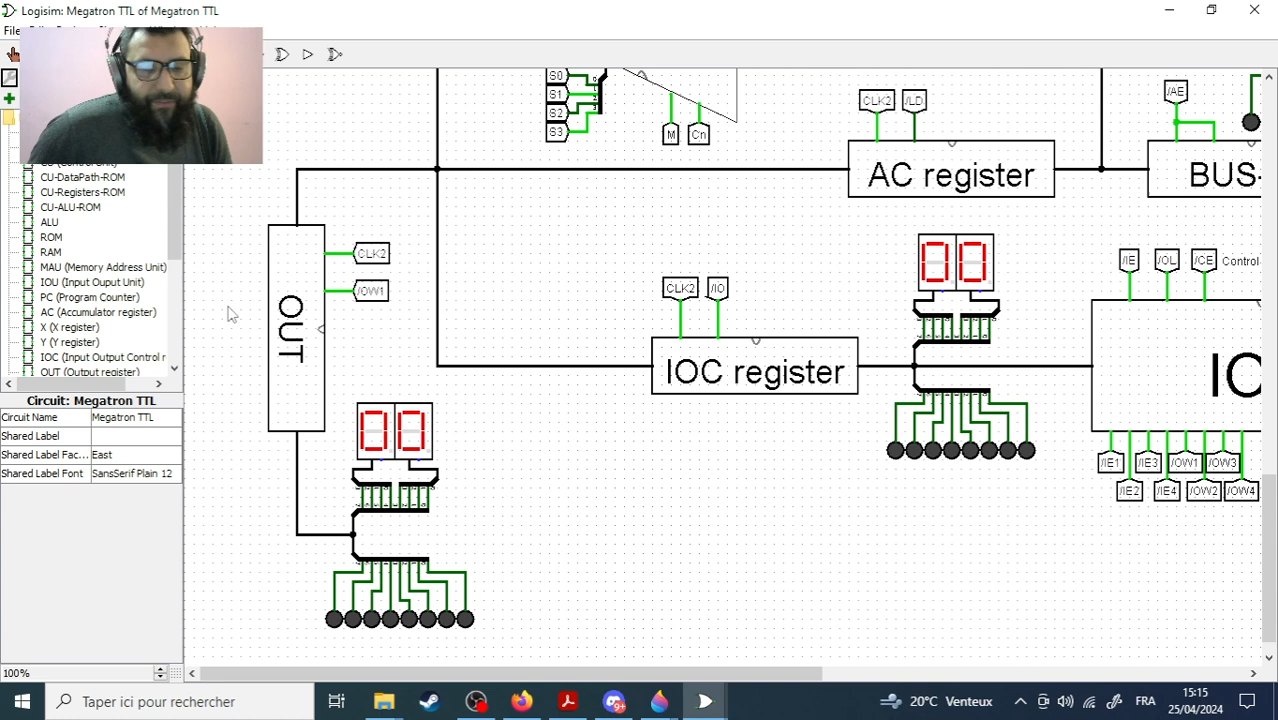 Logisim: Megatron TTL of Megatron TTL
CU-DataPath-ROM
CU-Registers-ROM
CU-ALU-ROM
ALU
ROM
RAM
MAU (Memory Address Unit)
IOU (Input Ouput Unit)
PC (Program Counter)
AC (Accumulator register)
X (X register)
Y (Y register)
IOC (Input Output Control r
OUT (Output register)
Circuit: Megatron TTL
Circuit Name Megatron TTL
Shared Label
Shared Label Fac... East
Shared Label Font SansSerif Plain 12
100%
S0
S1
S2
S3
M Cn
CLK2 /LD
/AE
AC register
BUS-
CLK2
/OW1
OUT
00
CLK2 /IO
IOC register
00
/IE /OL /CE Control
IO
/IE1 /IE3 /OW1 /OW3
/IE2 /IE4 /OW2 /OW4
Taper ici pour rechercher
9+
20°C Venteux
FRA
15:15
25/04/2024